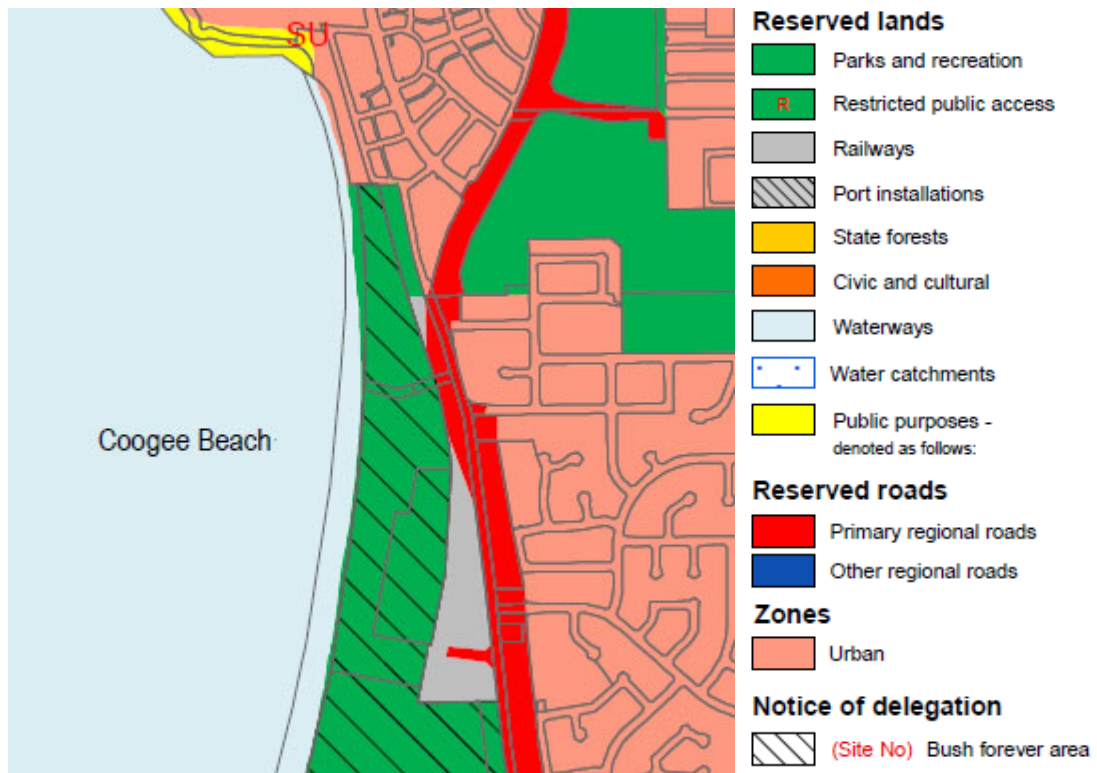 SU
Coogee Beach
Reserved lands
Parks and recreation
R
Restricted public access
Railways
Port installations
State forests
Civic and cultural
Waterways
Water catchments
Public purposes -
denoted as follows:
Reserved roads
Primary regional roads
Other regional roads
Zones
Urban
Notice of delegation
(Site No) Bush forever area